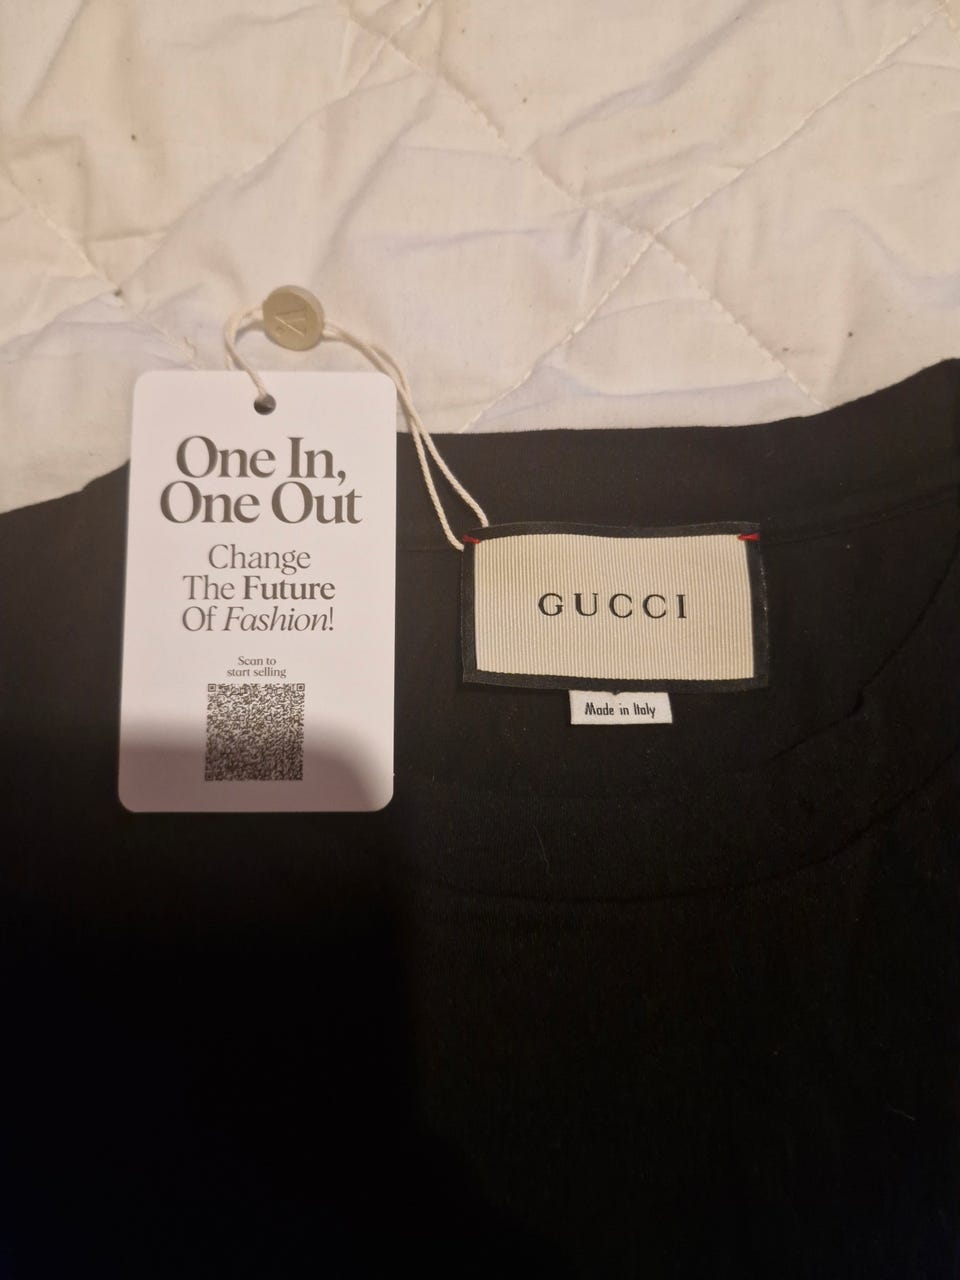 One In,
One Out
Change
The Future
Of Fashion!
Scan to
start selling
GUCCI
Made in Italy